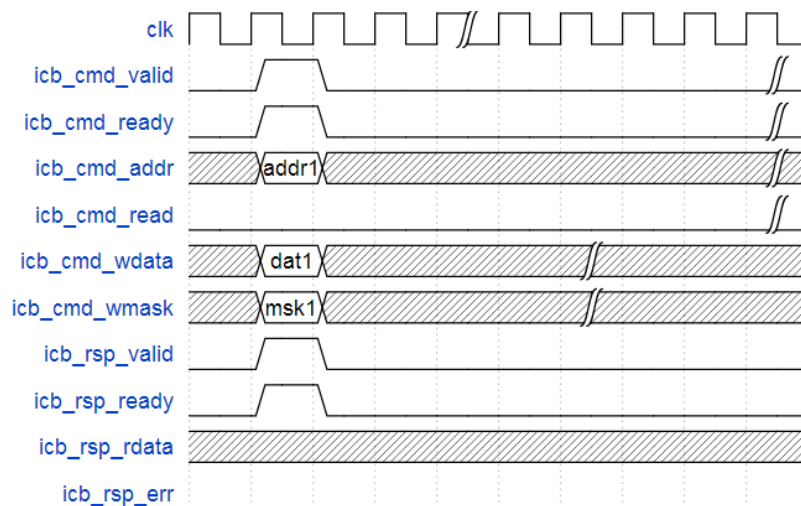 clk
icb_cmd_valid
icb_cmd_ready
icb_cmd_addr addr1
icb_cmd_read
icb_cmd_wdata dat1
icb_cmd_wmask msk1
icb_rsp_valid
icb_rsp_ready
icb_rsp_rdata
icb_rsp_err